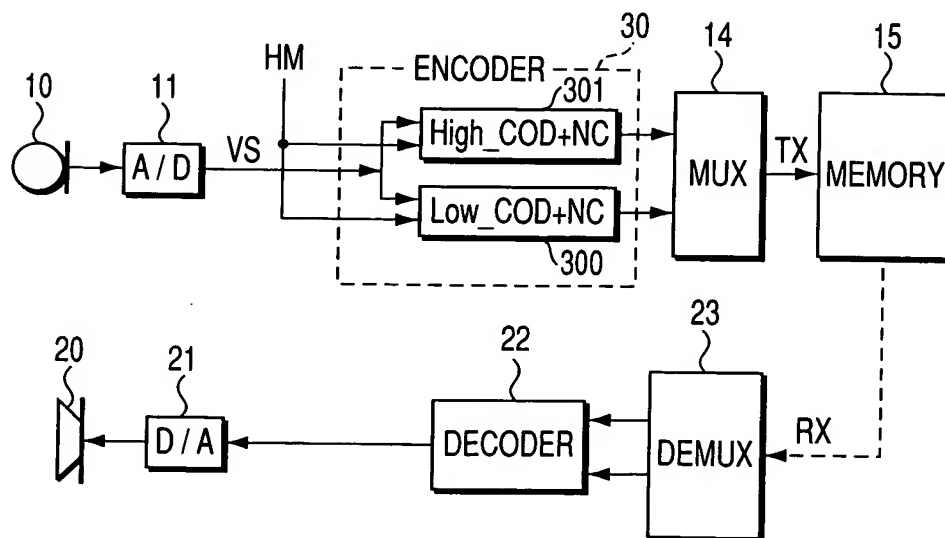 30
14
15
HM
10
11
ENCODER
301
High_COD+NC
A/D
VS
MUX
TX
MEMORY
Low_COD+NC
300
20
21
22
23
D/A
DECODER
DEMUX
RX